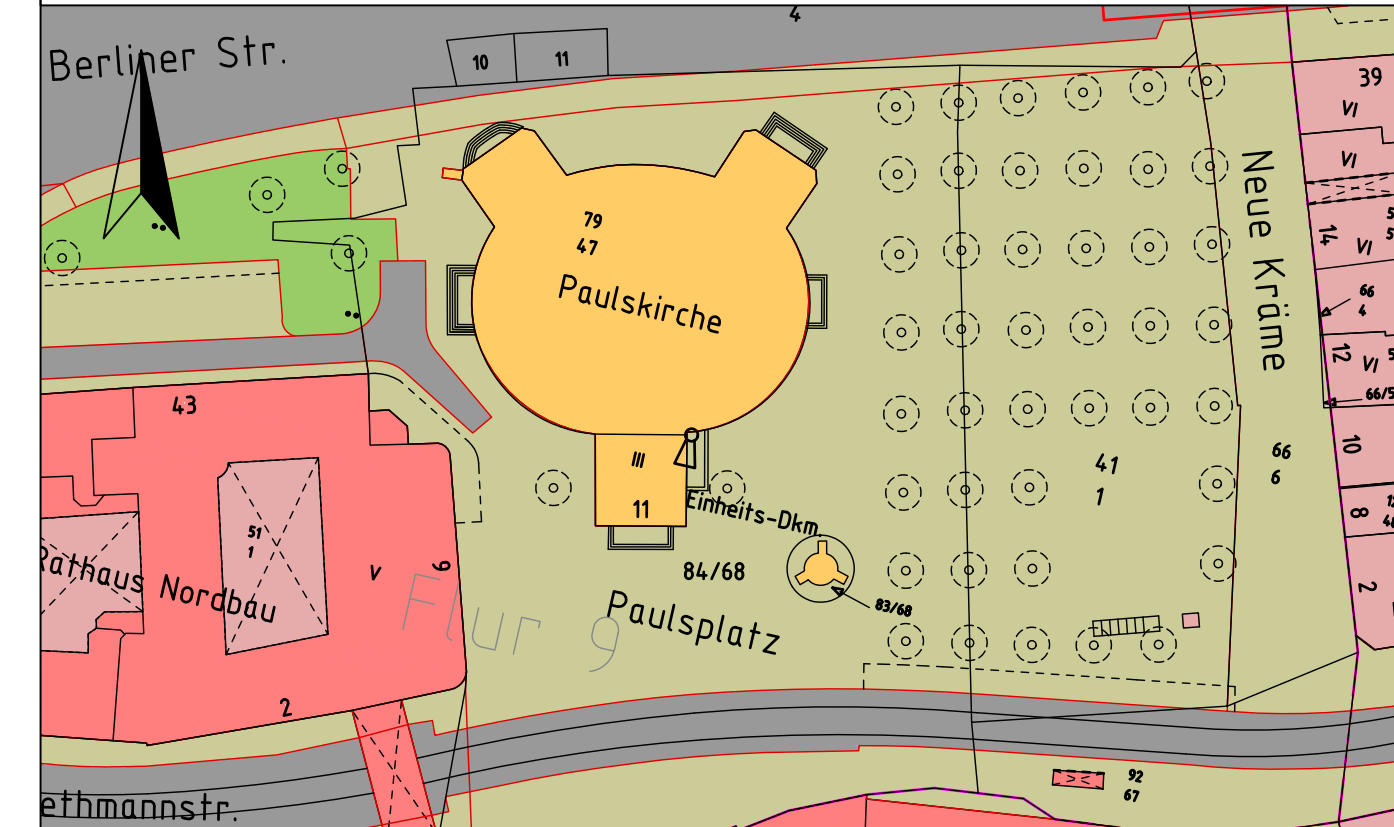 4
Berliner Str.
10
11
39
VI
VI
Neue Kräme
14
VI
79
47
Paulskirche
66
4
12
VI
66/5
43
III
11
Einheits-Dkm.
41
1
66
6
10
8
51
1
V
9
84/68
83/68
2
Rathaus Nordbau
Flur 9
Paulsplatz
2
92
67
ethmannstr.